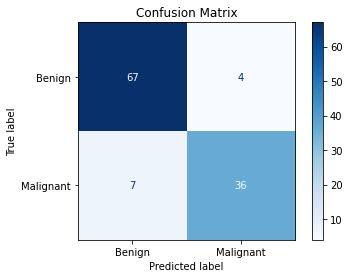 Confusion Matrix
Benign
67
4
60
50
40
30
20
10
True label
Malignant
7
36
Benign
Malignant
Predicted label